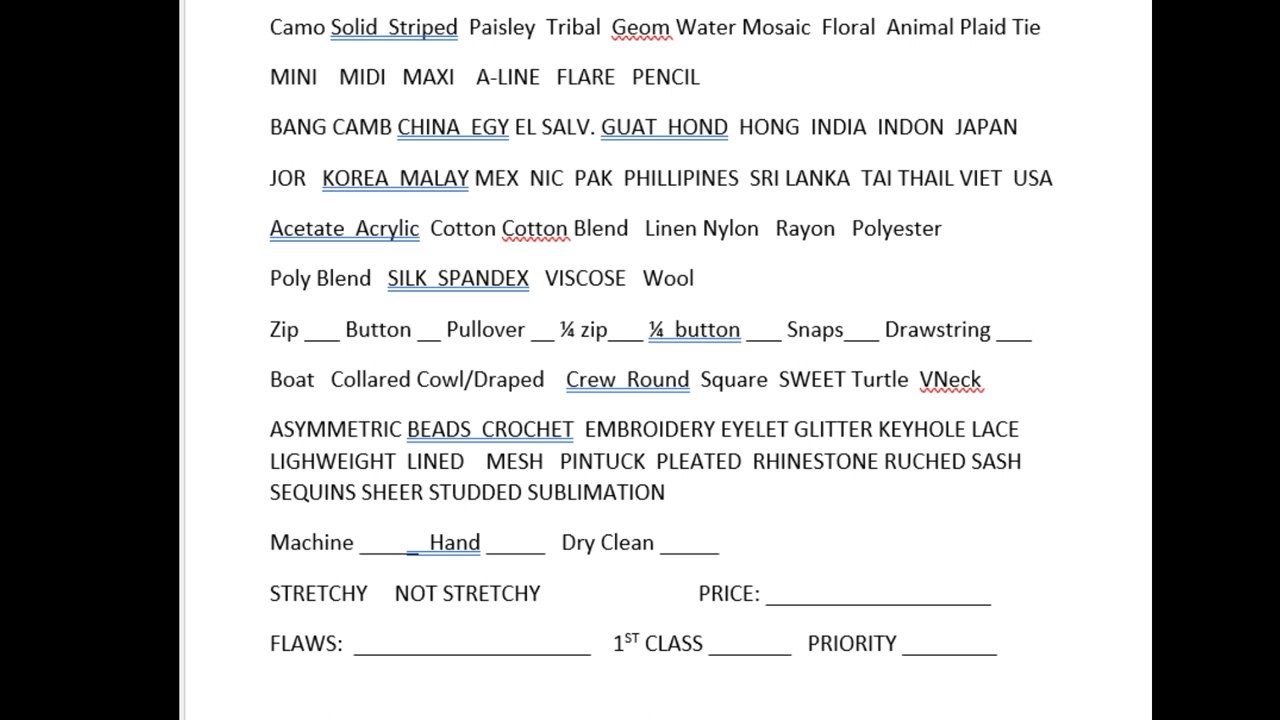 Camo Solid  Striped  Paisley  Tribal  Geom Water Mosaic  Floral  Animal Plaid Tie
MINI    MIDI   MAXI    A-LINE   FLARE   PENCIL
BANG CAMB CHINA  EGY EL SALV. GUAT  HOND  HONG  INDIA  INDON  JAPAN
JOR   KOREA  MALAY MEX  NIC  PAK  PHILLIPINES  SRI LANKA  TAI THAIL VIET  USA
Acetate  Acrylic  Cotton Cotton Blend   Linen Nylon   Rayon   Polyester
Poly Blend   SILK  SPANDEX   VISCOSE   Wool
Zip ___ Button __ Pullover __ ¼ zip___ ¼  button ___ Snaps___ Drawstring ___
Boat   Collared Cowl/Draped    Crew  Round  Square  SWEET Turtle  VNeck
ASYMMETRIC BEADS  CROCHET  EMBROIDERY EYELET GLITTER KEYHOLE LACE
LIGHWEIGHT  LINED    MESH   PINTUCK  PLEATED  RHINESTONE RUCHED SASH
SEQUINS SHEER STUDDED SUBLIMATION
Machine _____  Hand _____   Dry Clean _____
STRETCHY     NOT STRETCHY     PRICE: ___________________
FLAWS:  ____________________    1ST CLASS _______   PRIORITY ________